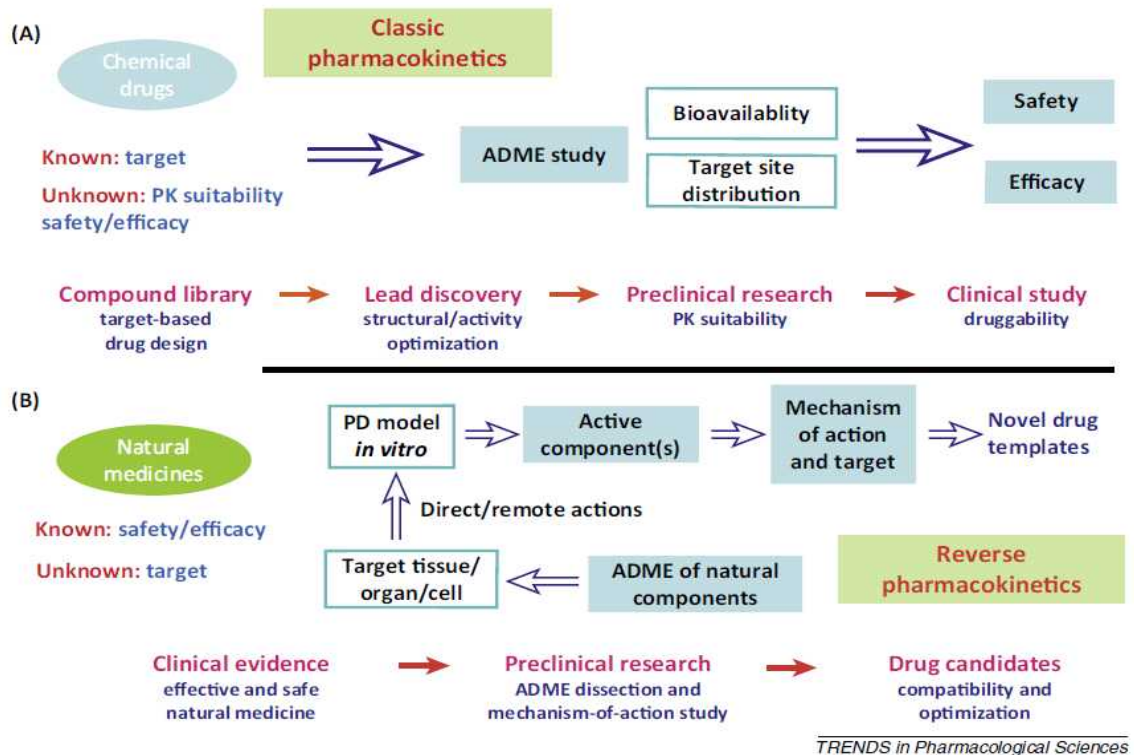 (A)
Chemical
drugs
Classic
pharmacokinetics
Known: target
Unknown: PK suitability
safety/efficacy
ADME study
Bioavailablity
Target site
distribution
Safety
Efficacy
Compound library
target-based
drug design
Lead discovery
structural/activity
optimization
Preclinical research
PK suitability
Clinical study
druggability
(B)
Natural
medicines
Known: safety/efficacy
Unknown: target
PD model
in vitro
Active
component(s)
Mechanism
of action
and target
Novel drug
templates
Direct/remote actions
Target tissue/
organ/cell
ADME of natural
components
Reverse
pharmacokinetics
Clinical evidence
effective and safe
natural medicine
Preclinical research
ADME dissection and
mechanism-of-action study
Drug candidates
compatibility and
optimization
TRENDS in Pharmacological Sciences